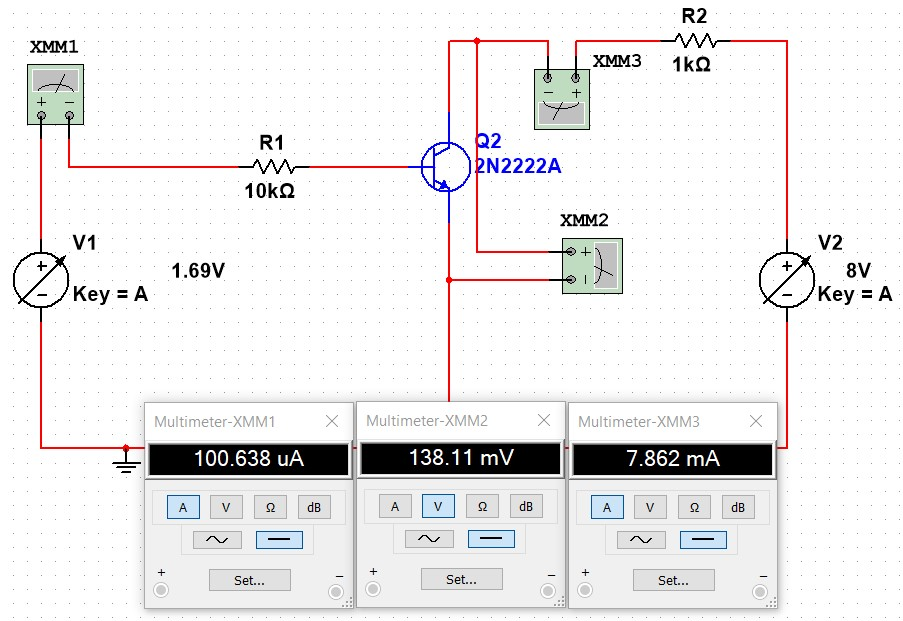 XMM1
+ −
R1
10kΩ
V1
+
−
Key = A
1.69V
Q2
2N2222A
XMM3
− +
R2
1kΩ
XMM2
+
−
V2
+
−
8V
Key = A
Multimeter-XMM1
100.638 uA
A V Ω dB
+ −
Set...
Multimeter-XMM2
138.11 mV
A V Ω dB
+ −
Set...
Multimeter-XMM3
7.862 mA
A V Ω dB
+ −
Set...